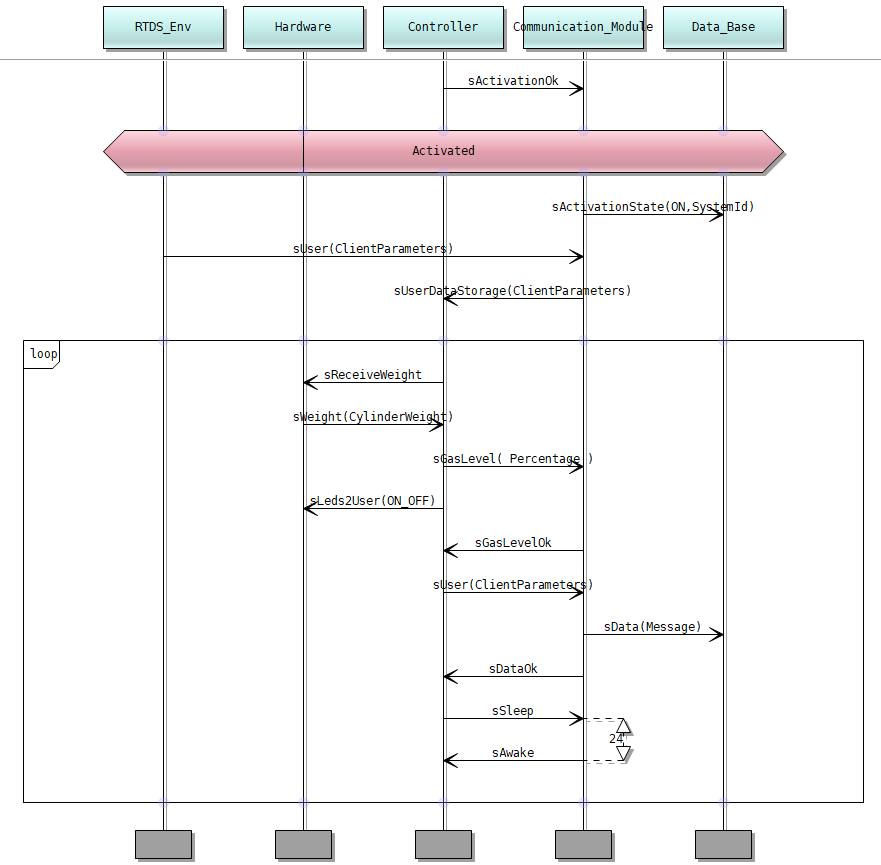 RTDS_Env
Hardware
Controller
Communication_Module
Data_Base
sActivationOk
Activated
sActivationState(ON,SystemId)
sUser(ClientParameters)
sUserDataStorage(ClientParameters)
loop
sReceiveWeight
sWeight(CylinderWeight)
sGasLevel( Percentage )
sLeds2User(ON_OFF)
sGasLevelOk
sUser(ClientParameters)
sData(Message)
sDataOk
sSleep
24
sAwake